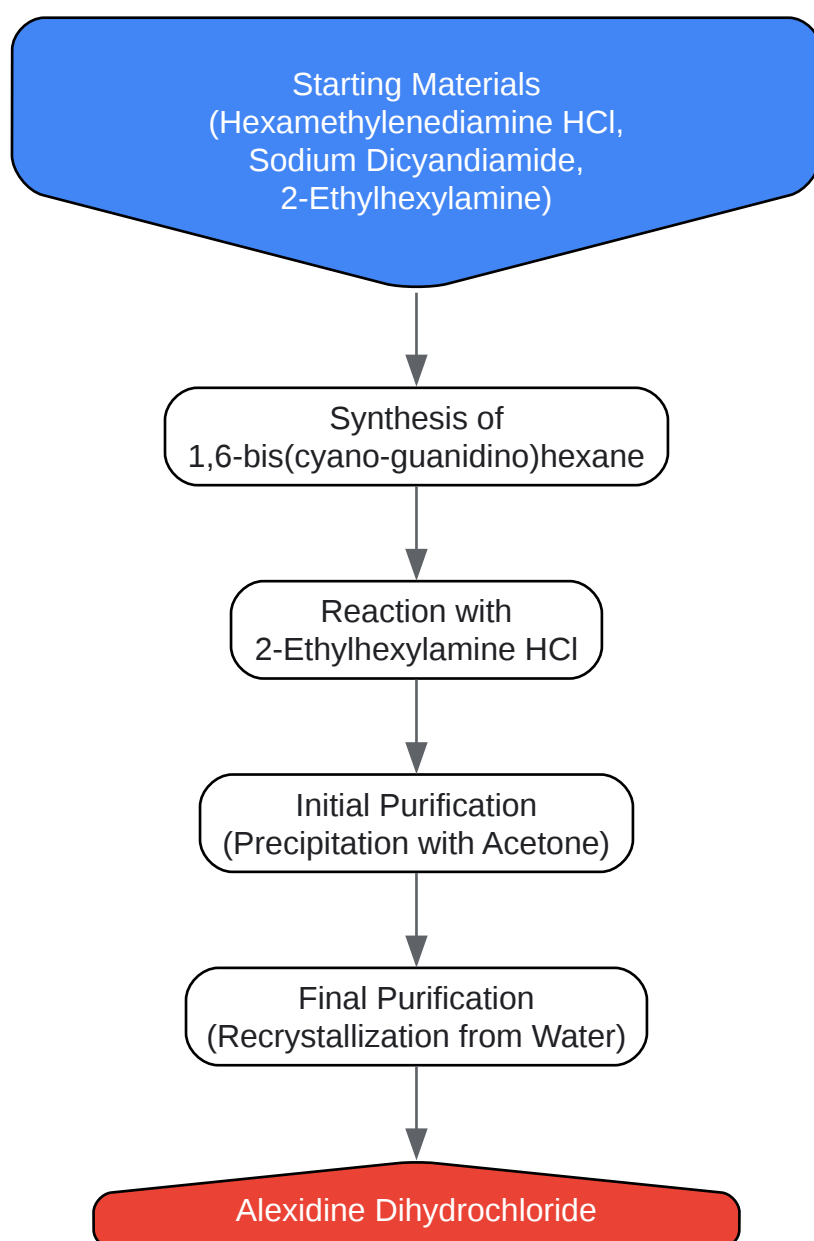 Starting Materials
(Hexamethylenediamine HCl,
Sodium Dicyandiamide,
2-Ethylhexylamine)
Synthesis of
1,6-bis(cyano-guanidino)hexane
Reaction with
2-Ethylhexylamine HCl
Initial Purification
(Precipitation with Acetone)
Final Purification
(Recrystallization from Water)
Alexidine Dihydrochloride